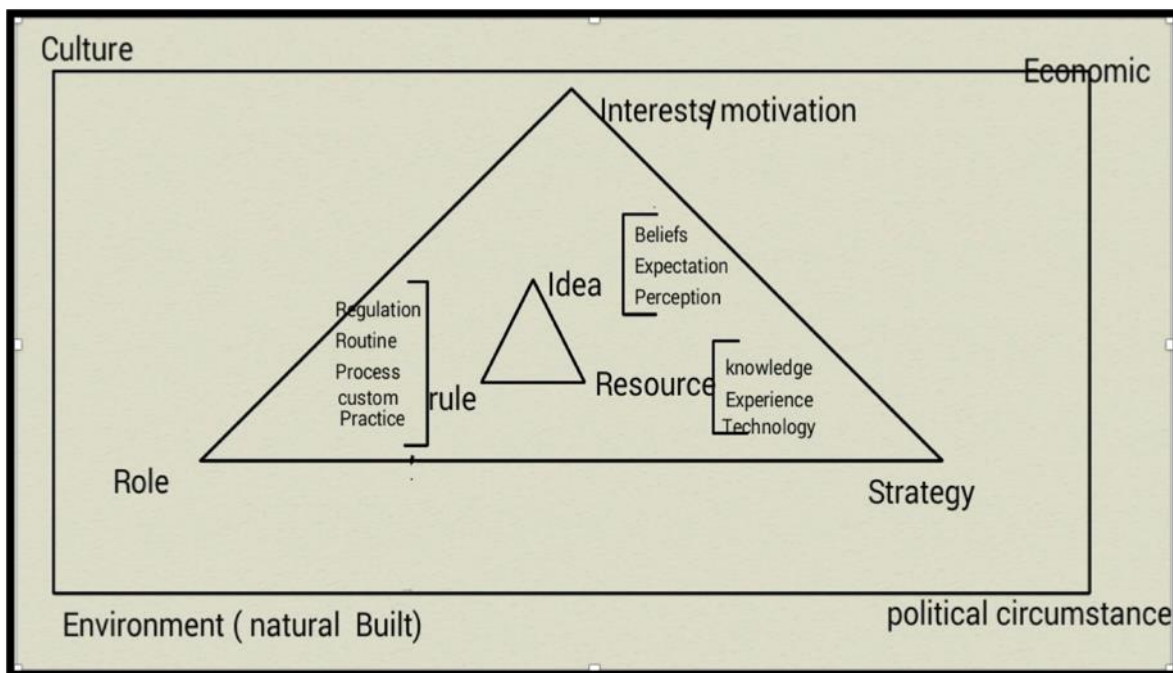 Culture
Economic
Interests/motivation
Beliefs
Expectation
Perception
Idea
Regulation
Routine
Process
custom
Practice
rule
Resource
knowledge
Experience
Technology
Role
Strategy
Environment ( natural Built)
political circumstance